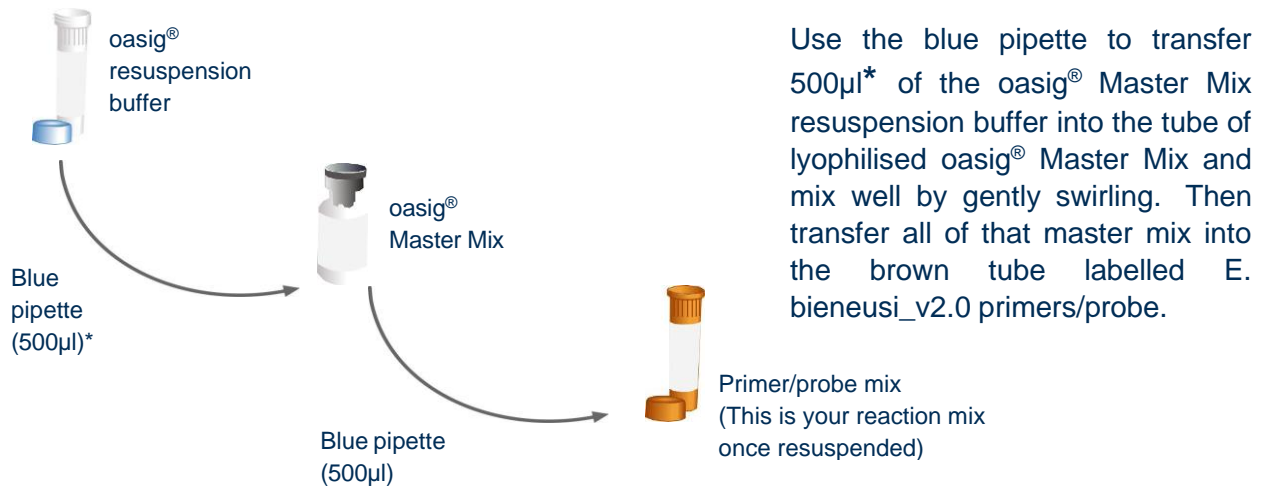 oasig®
resuspension
buffer
Blue
pipette
(500µl)*
oasig®
Master Mix
Blue pipette
(500µl)
Primer/probe mix
(This is your reaction mix
once resuspended)
Use the blue pipette to transfer
500µl* of the oasig® Master Mix
resuspension buffer into the tube of
lyophilised oasig® Master Mix and
mix well by gently swirling. Then
transfer all of that master mix into
the brown tube labelled E.
bieneusi_v2.0 primers/probe.